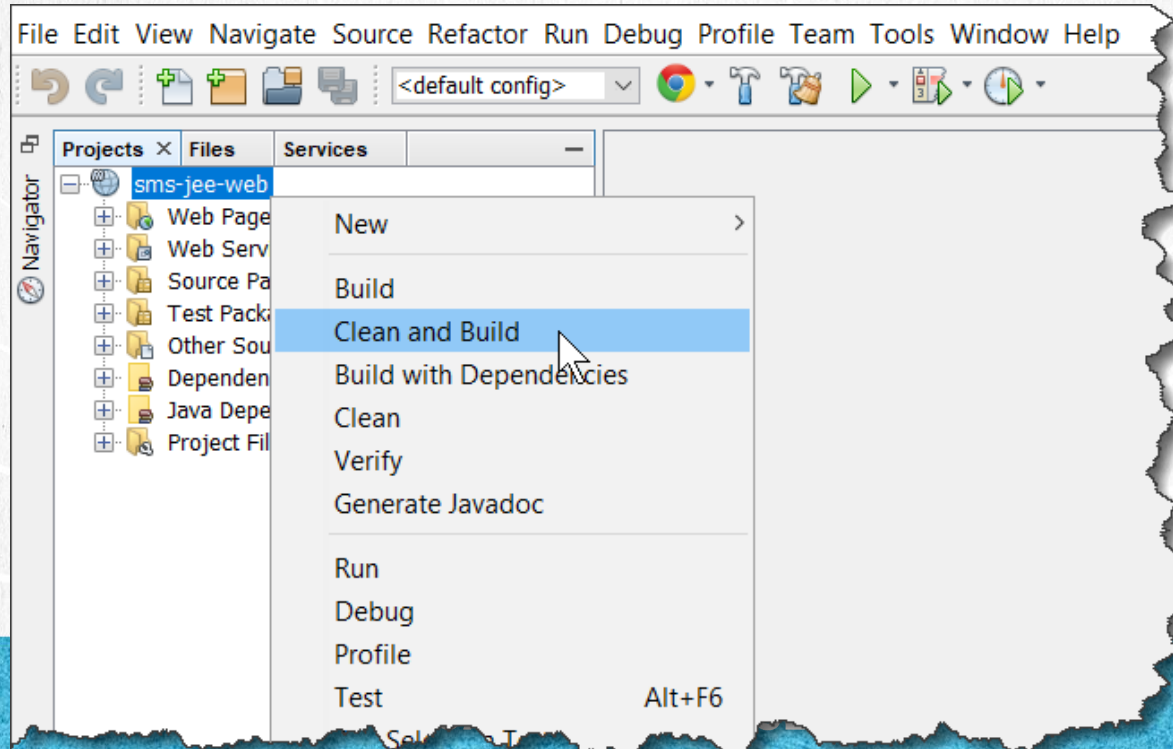 File Edit View Navigate Source Refactor Run Debug Profile Team Tools Window Help
<default config>
Projects Files Services
Navigator
sms-jee-web
Web Page
Web Serv
Source Pa
Test Packa
Other Sou
Dependen
Java Depe
Project Fil
New
Build
Clean and Build
Build with Dependencies
Clean
Verify
Generate Javadoc
Run
Debug
Profile
Test Alt+F6